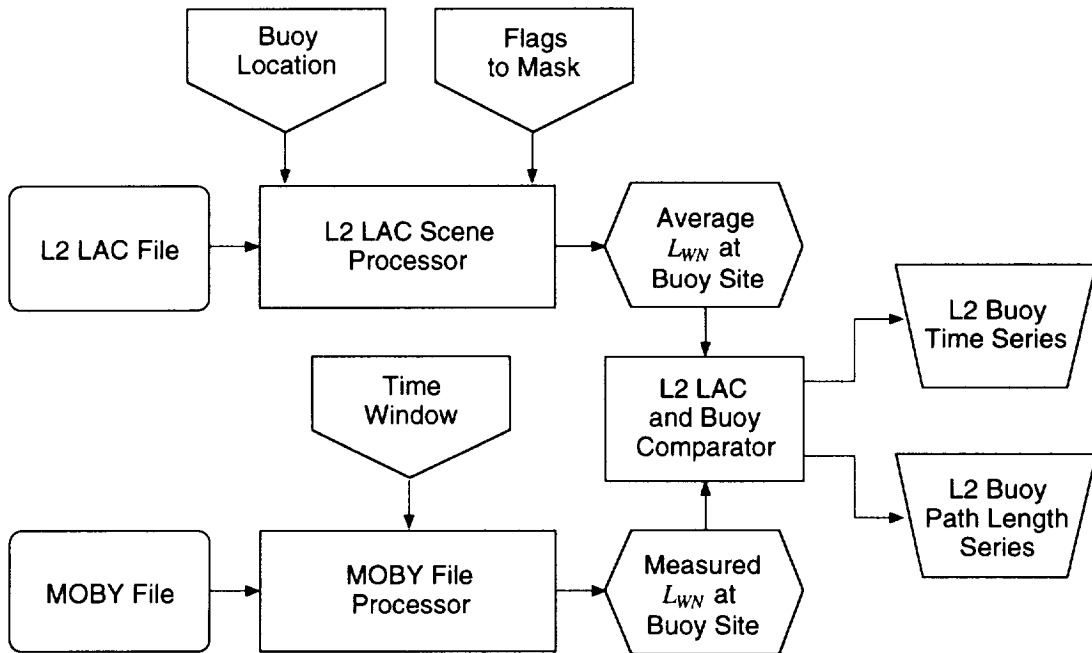 Buoy
Location
Flags
to Mask
L2 LAC File
L2 LAC Scene
Processor
Average
LWN at
Buoy Site
L2 Buoy
Time Series
Time
Window
L2 LAC
and Buoy
Comparator
L2 Buoy
Path Length
Series
MOBY File
MOBY File
Processor
Measured
LWN at
Buoy Site